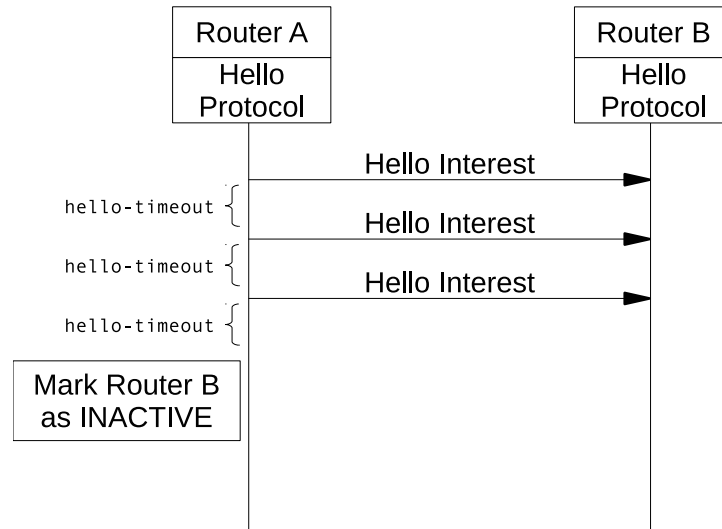 Router A
Router B
Hello
Protocol
Hello
Protocol
Hello Interest
hello-timeout
Hello Interest
hello-timeout
Hello Interest
hello-timeout
Mark Router B
as INACTIVE